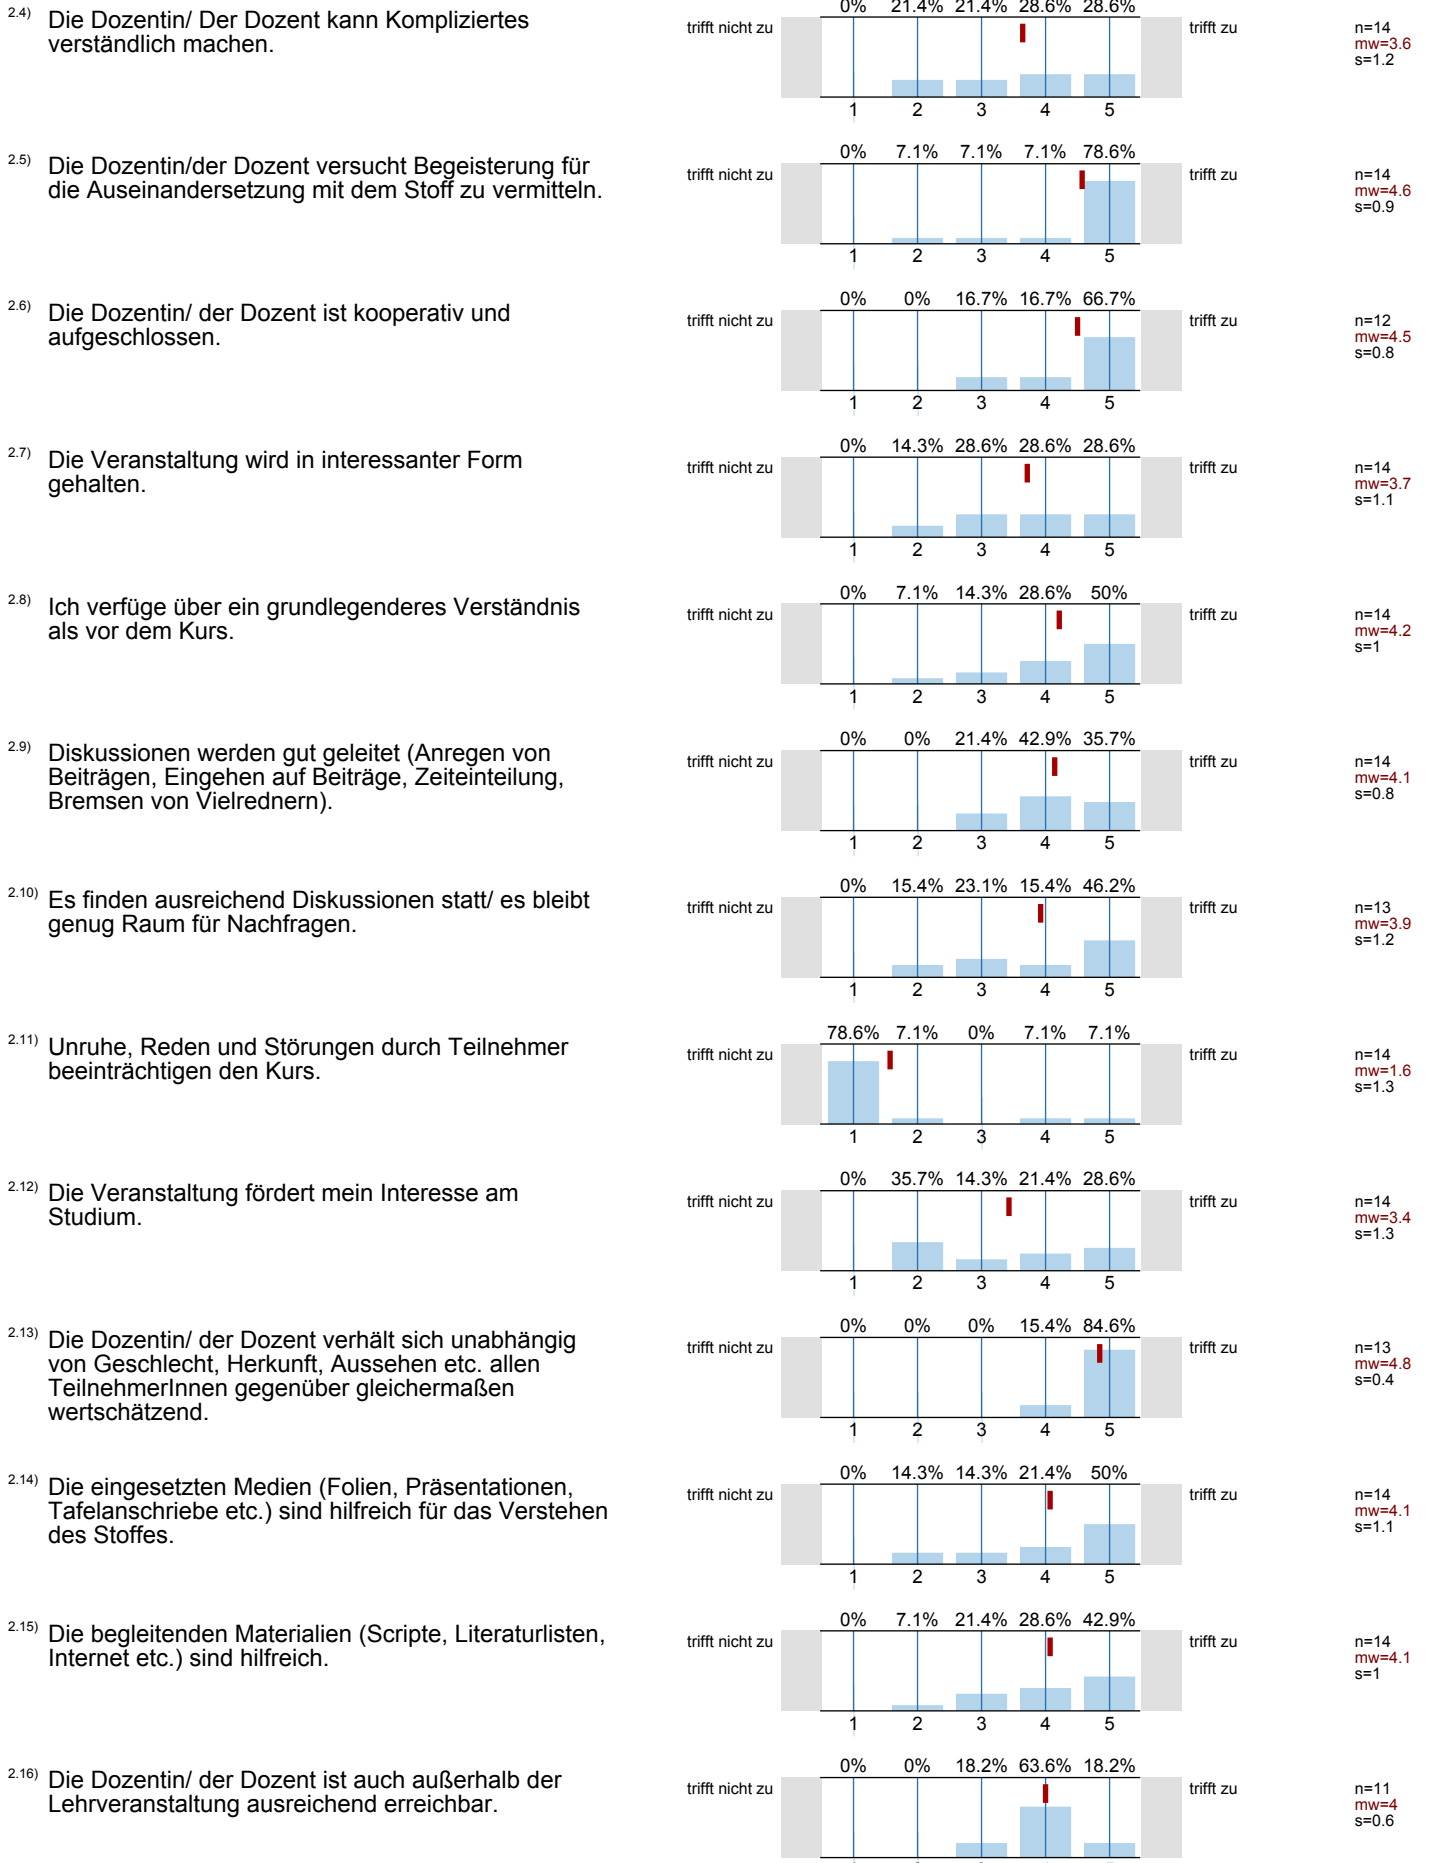 2.4) Die Dozentin/ Der Dozent kann Kompliziertes
verständlich machen.
trifft nicht zu
0% 21.4% 21.4% 28.6% 28.6%
1 2 3 4 5
trifft zu
n=14
mw=3.6
s=1.2
2.5) Die Dozentin/der Dozent versucht Begeisterung für
die Auseinandersetzung mit dem Stoff zu vermitteln.
trifft nicht zu
0% 7.1% 7.1% 7.1% 78.6%
1 2 3 4 5
trifft zu
n=14
mw=4.6
s=0.9
2.6) Die Dozentin/ der Dozent ist kooperativ und
aufgeschlossen.
trifft nicht zu
0% 0% 16.7% 16.7% 66.7%
1 2 3 4 5
trifft zu
n=12
mw=4.5
s=0.8
2.7) Die Veranstaltung wird in interessanter Form
gehalten.
trifft nicht zu
0% 14.3% 28.6% 28.6% 28.6%
1 2 3 4 5
trifft zu
n=14
mw=3.7
s=1.1
2.8) Ich verfüge über ein grundlegenderes Verständnis
als vor dem Kurs.
trifft nicht zu
0% 7.1% 14.3% 28.6% 50%
1 2 3 4 5
trifft zu
n=14
mw=4.2
s=1
2.9) Diskussionen werden gut geleitet (Anregen von
Beiträgen, Eingehen auf Beiträge, Zeiteinteilung,
Bremsen von Vielrednern).
trifft nicht zu
0% 0% 21.4% 42.9% 35.7%
1 2 3 4 5
trifft zu
n=14
mw=4.1
s=0.8
2.10) Es finden ausreichend Diskussionen statt/ es bleibt
genug Raum für Nachfragen.
trifft nicht zu
0% 15.4% 23.1% 15.4% 46.2%
1 2 3 4 5
trifft zu
n=13
mw=3.9
s=1.2
2.11) Unruhe, Reden und Störungen durch Teilnehmer
beeinträchtigen den Kurs.
trifft nicht zu
78.6% 7.1% 0% 7.1% 7.1%
1 2 3 4 5
trifft zu
n=14
mw=1.6
s=1.3
2.12) Die Veranstaltung fördert mein Interesse am
Studium.
trifft nicht zu
0% 35.7% 14.3% 21.4% 28.6%
1 2 3 4 5
trifft zu
n=14
mw=3.4
s=1.3
2.13) Die Dozentin/ der Dozent verhält sich unabhängig
von Geschlecht, Herkunft, Aussehen etc. allen
TeilnehmerInnen gegenüber gleichermaßen
wertschätzend.
trifft nicht zu
0% 0% 0% 15.4% 84.6%
1 2 3 4 5
trifft zu
n=13
mw=4.8
s=0.4
2.14) Die eingesetzten Medien (Folien, Präsentationen,
Tafelanschriebe etc.) sind hilfreich für das Verstehen
des Stoffes.
trifft nicht zu
0% 14.3% 14.3% 21.4% 50%
1 2 3 4 5
trifft zu
n=14
mw=4.1
s=1.1
2.15) Die begleitenden Materialien (Scripte, Literaturlisten,
Internet etc.) sind hilfreich.
trifft nicht zu
0% 7.1% 21.4% 28.6% 42.9%
1 2 3 4 5
trifft zu
n=14
mw=4.1
s=1
2.16) Die Dozentin/ der Dozent ist auch außerhalb der
Lehrveranstaltung ausreichend erreichbar.
trifft nicht zu
0% 0% 18.2% 63.6% 18.2%
trifft zu
n=11
mw=4
s=0.6